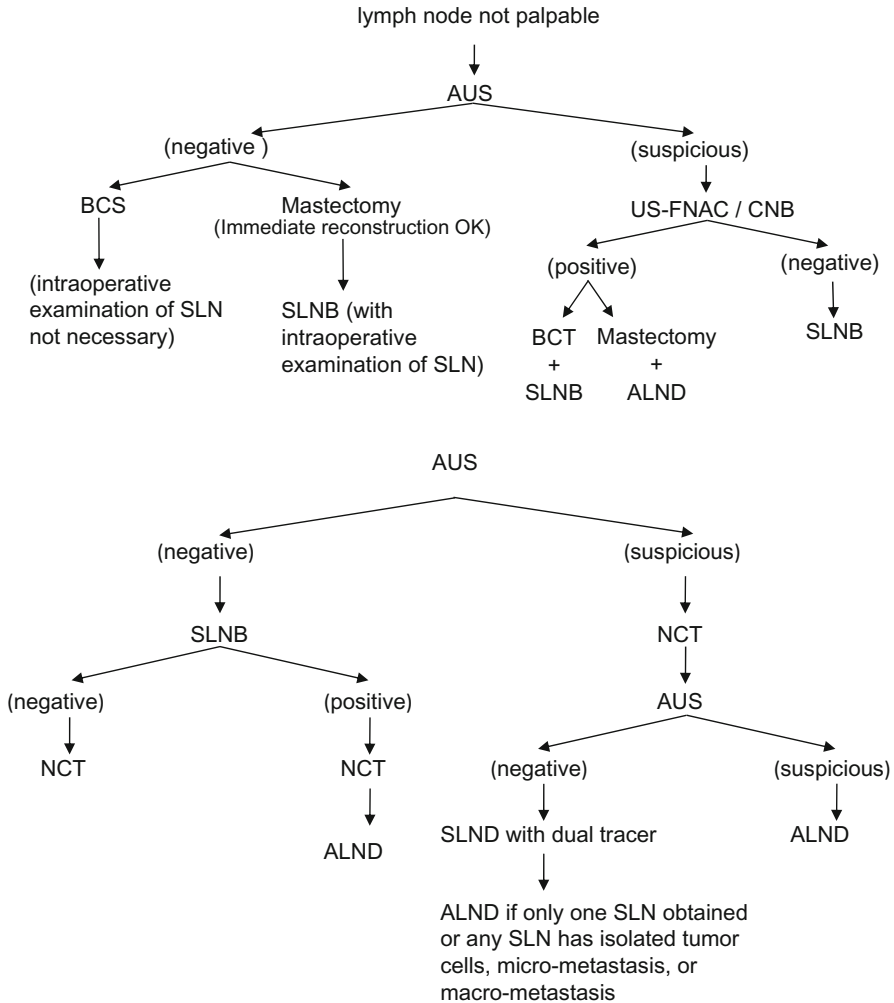 lymph node not palpable
AUS
(negative )
(suspicious)
BCS
Mastectomy
(Immediate reconstruction OK)
US-FNAC / CNB
(intraoperative
examination of SLN
not necessary)
SLNB (with
intraoperative
examination of SLN)
(positive)
(negative)
BCT
+
SLNB
Mastectomy
+
ALND
SLNB
AUS
(negative)
(suspicious)
SLNB
NCT
(negative)
(positive)
AUS
NCT
NCT
ALND
(negative)
(suspicious)
SLND with dual tracer
ALND
ALND if only one SLN obtained
or any SLN has isolated tumor
cells, micro-metastasis, or
macro-metastasis